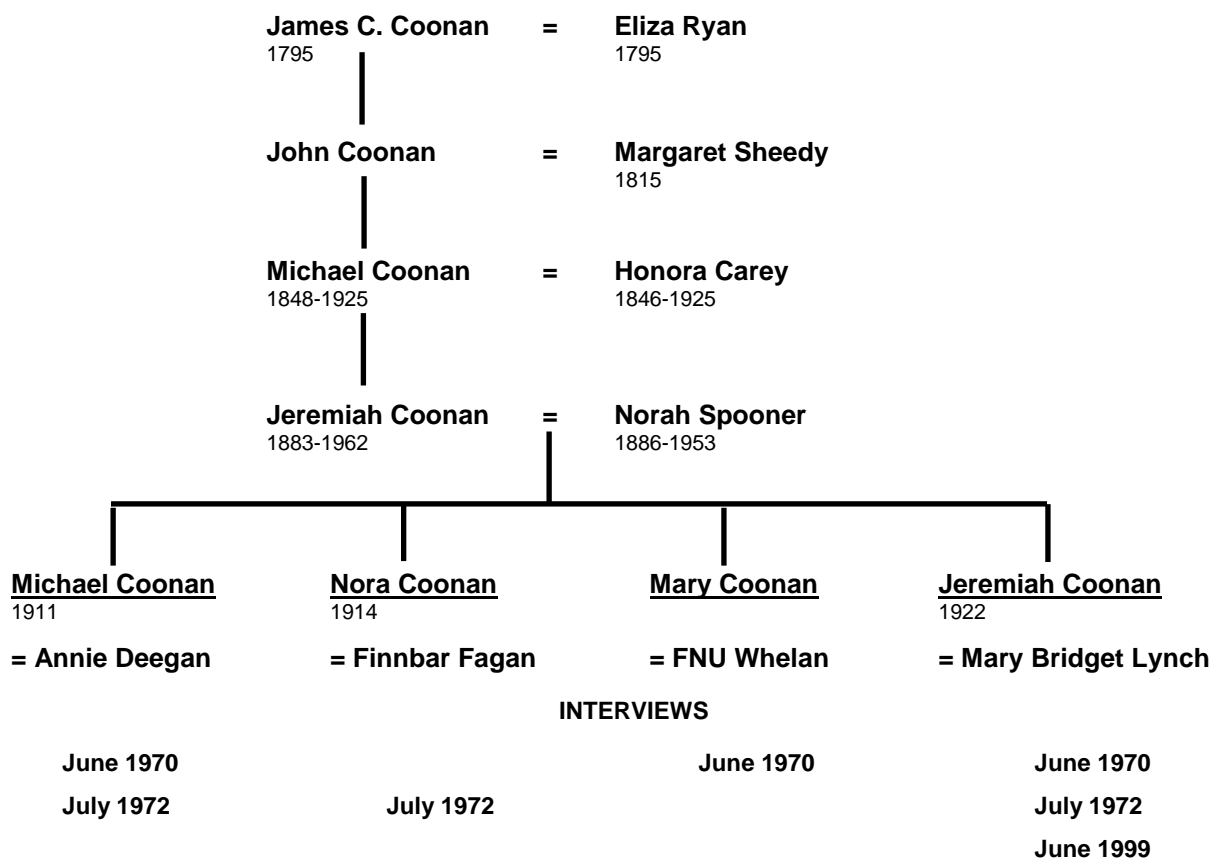 James C. Coonan = Eliza Ryan
1795 1795
John Coonan = Margaret Sheedy
1815
Michael Coonan = Honora Carey
1848-1925 1846-1925
Jeremiah Coonan = Norah Spooner
1883-1962 1886-1953
Michael Coonan Nora Coonan Mary Coonan Jeremiah Coonan
1911 1914 1922
= Annie Deegan = Finnbar Fagan = FNU Whelan = Mary Bridget Lynch
INTERVIEWS
June 1970 June 1970 June 1970
July 1972 July 1972 July 1972
June 1999